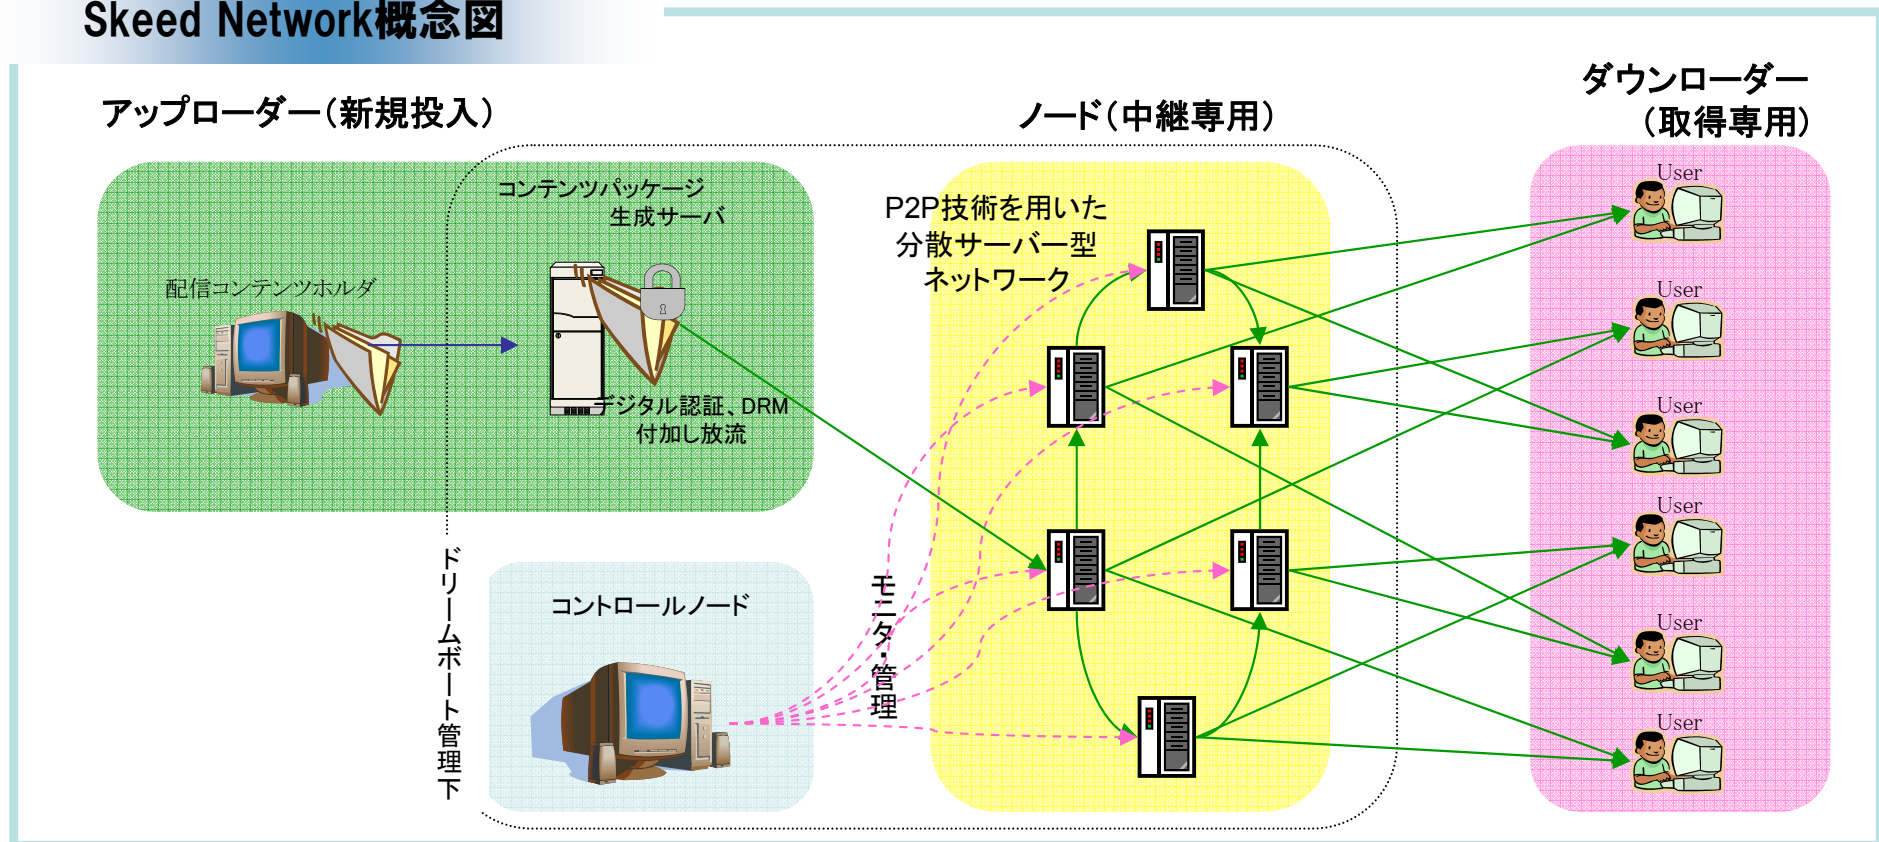 Skeed Network概念図
アップローダー（新規投入）
ノード（中継専用）
ダウンローダー
（取得専用）
コンテンツパッケージ
生成サーバ
配信コンテンツホルダ
デジタル認証、DRM
付加し放流
P2P技術を用いた
分散サーバー型
ネットワーク
ドリームボート管理下
コントロールノード
モニタ・管理
User
User
User
User
User
User